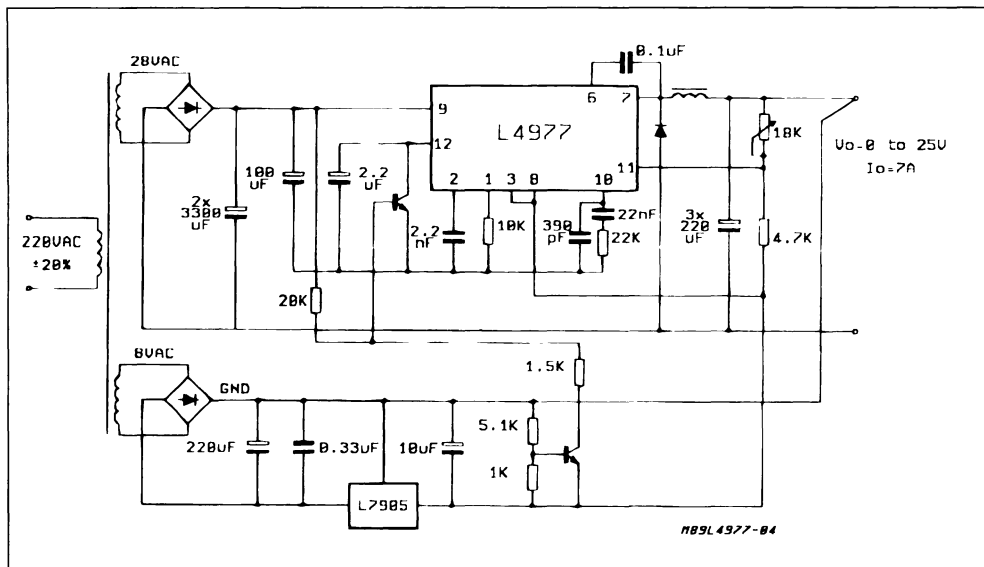 28VAC
220VAC
±20%
2x
3300
uF
100
uF
2.2
uF
20K
9
12
L4977
2
1
3
8
10
6
7
11
0.1uF
2.2
nF
10K
390
pF
22nF
22K
3x
220
uF
18K
4.7K
Vo-0 to 25V
Io=7A
8VAC
GND
220uF
0.33uF
10uF
L7905
5.1K
1K
1.5K
M89L4977-04